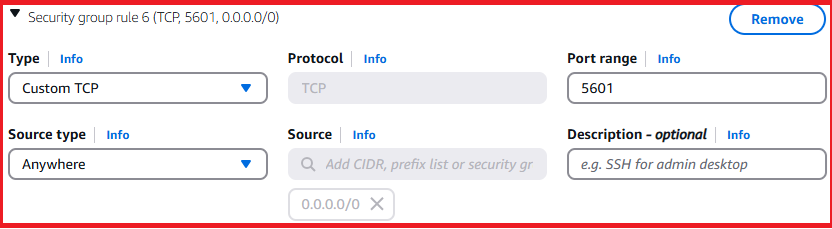 Security group rule 6 (TCP, 5601, 0.0.0.0/0)
Remove
Type Info
Protocol Info
Port range Info
Custom TCP
TCP
5601
Source type Info
Source Info
Description - optional Info
Anywhere
Add CIDR, prefix list or security gr
e.g. SSH for admin desktop
0.0.0.0/0